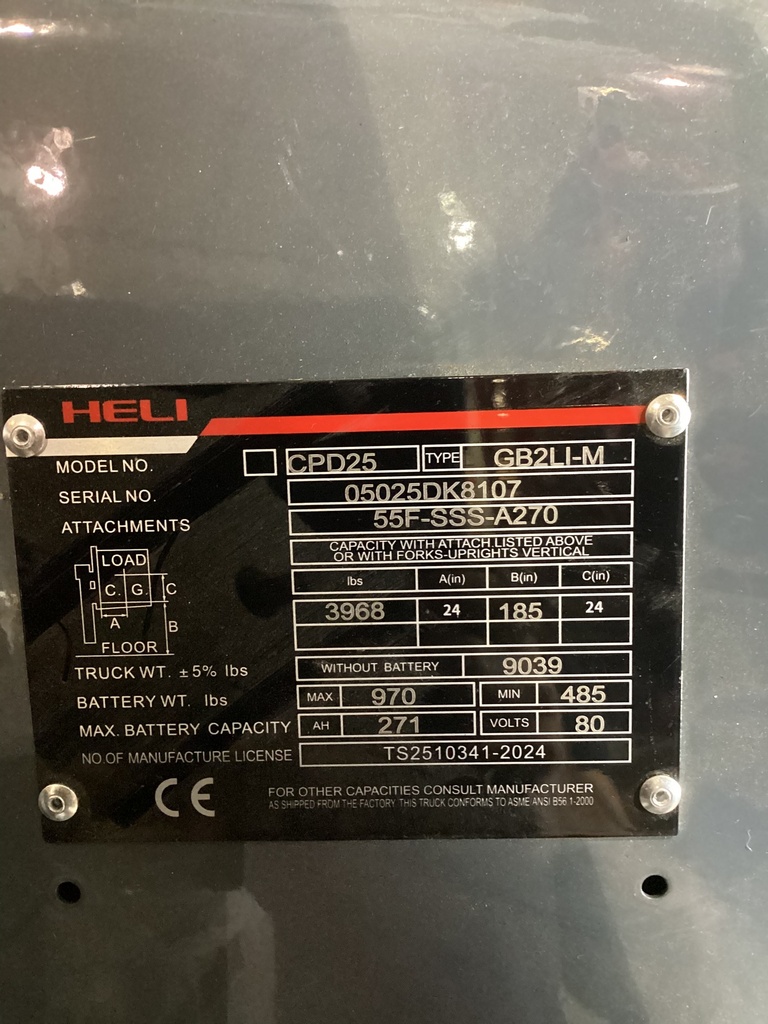 HELI
MODEL NO. CPD25 TYPE GB2LI-M
SERIAL NO. 05025DK8107
ATTACHMENTS 55F-SSS-A270
CAPACITY WITH ATTACH.LISTED ABOVE
OR WITH FORKS-UPRIGHTS VERTICAL
lbs A(in) B(in) C(in)
3968 24 185 24
LOAD
C. G. C
A B
FLOOR
TRUCK WT. ±5% lbs WITHOUT BATTERY 9039
BATTERY WT. lbs MAX 970 MIN 485
MAX. BATTERY CAPACITY AH 271 VOLTS 80
NO.OF MANUFACTURE LICENSE TS2510341-2024
CE FOR OTHER CAPACITIES CONSULT MANUFACTURER
AS SHIPPED FROM THE FACTORY THIS TRUCK CONFORMS TO ASME ANSI B56.1-2000